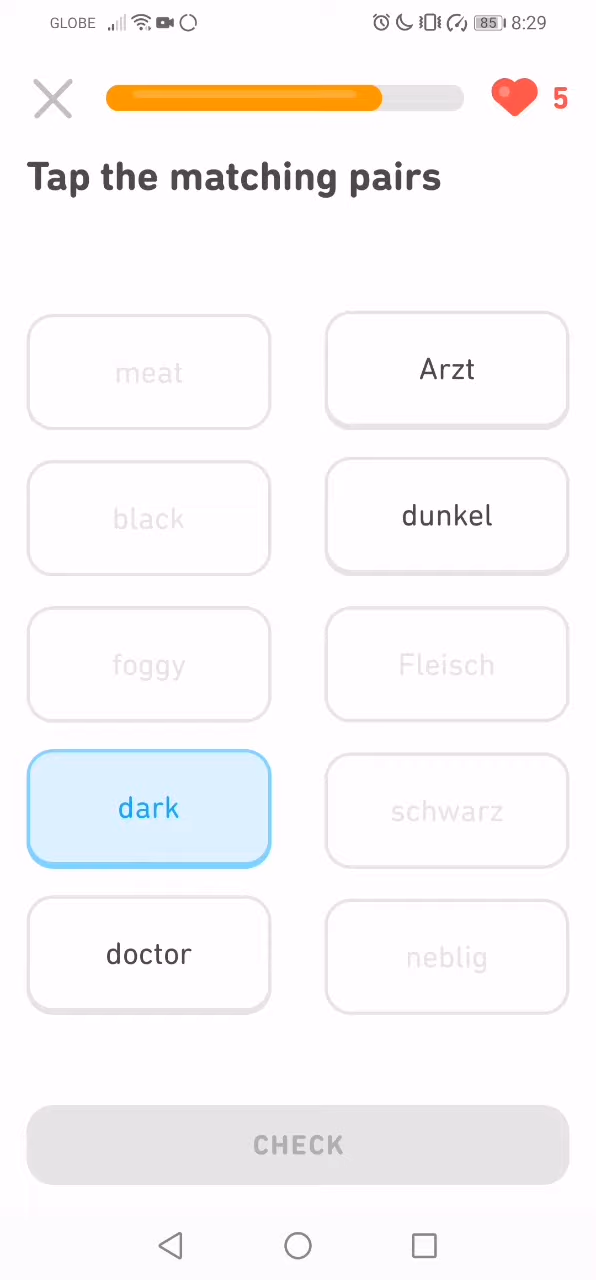 GLOBE 85 8:29
5
Tap the matching pairs
meat Arzt
black dunkel
foggy Fleisch
dark schwarz
doctor neblig
CHECK